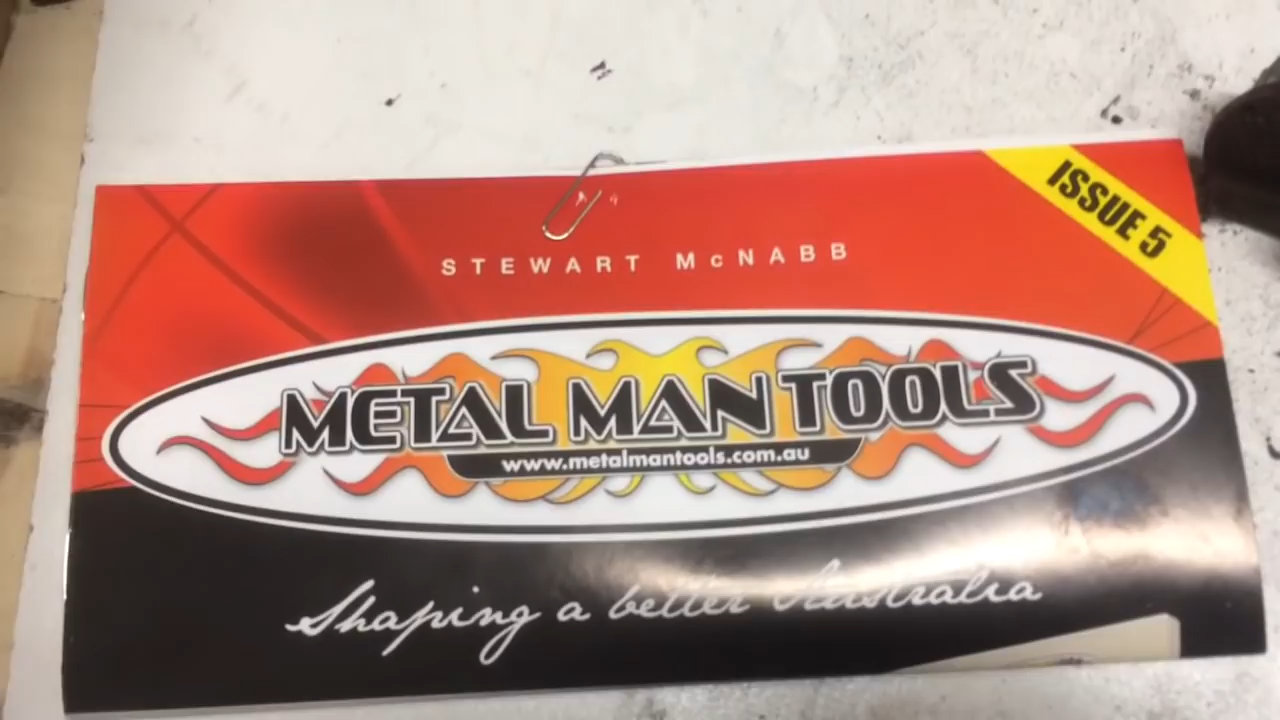 STEWART McNABB
ISSUE 5
METAL MAN TOOLS
www.metalmantools.com.au
Shaping a better Australia